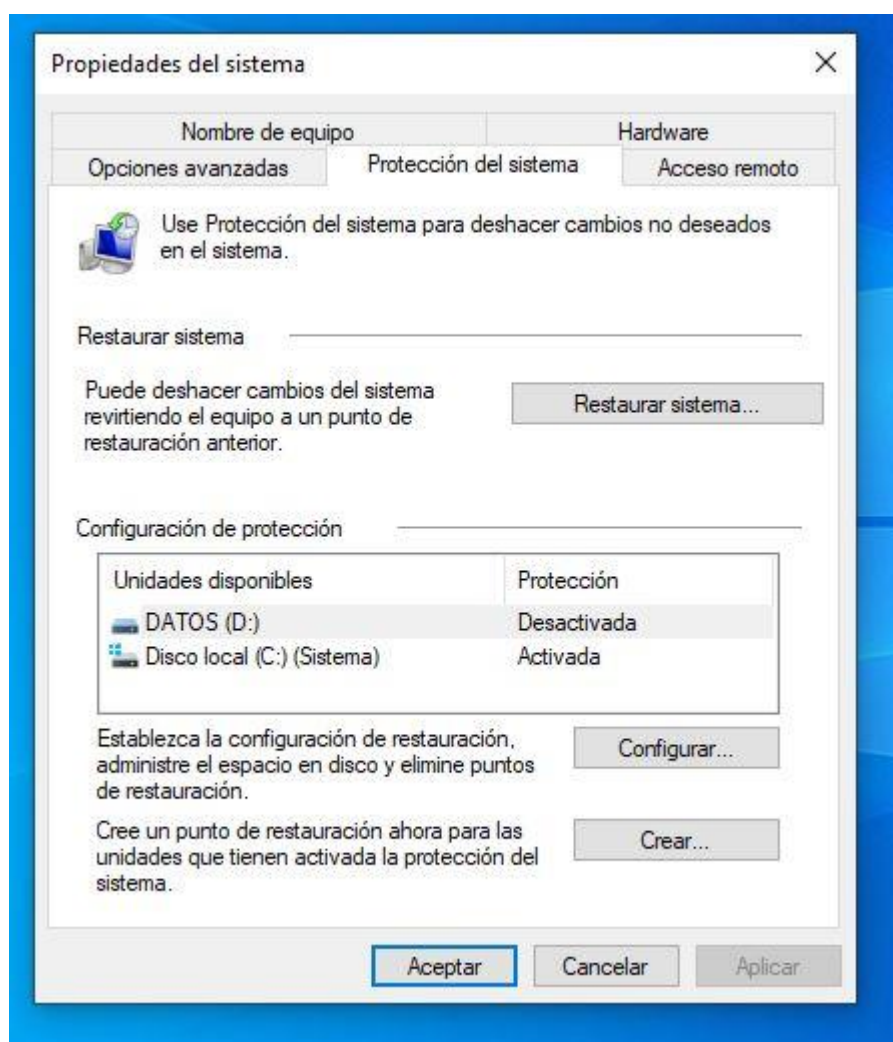 Propiedades del sistema
Nombre de equipo
Hardware
Opciones avanzadas
Protección del sistema
Acceso remoto
Use Protección del sistema para deshacer cambios no deseados
en el sistema.
Restaurar sistema
Puede deshacer cambios del sistema
revirtiendo el equipo a un punto de
restauración anterior.
Restaurar sistema...
Configuración de protección
Unidades disponibles
Protección
DATOS (D:)
Desactivada
Disco local (C:) (Sistema)
Activada
Establezca la configuración de restauración,
administre el espacio en disco y elimine puntos
de restauración.
Configurar...
Cree un punto de restauración ahora para las
unidades que tienen activada la protección del
sistema.
Crear...
Aceptar
Cancelar
Aplicar